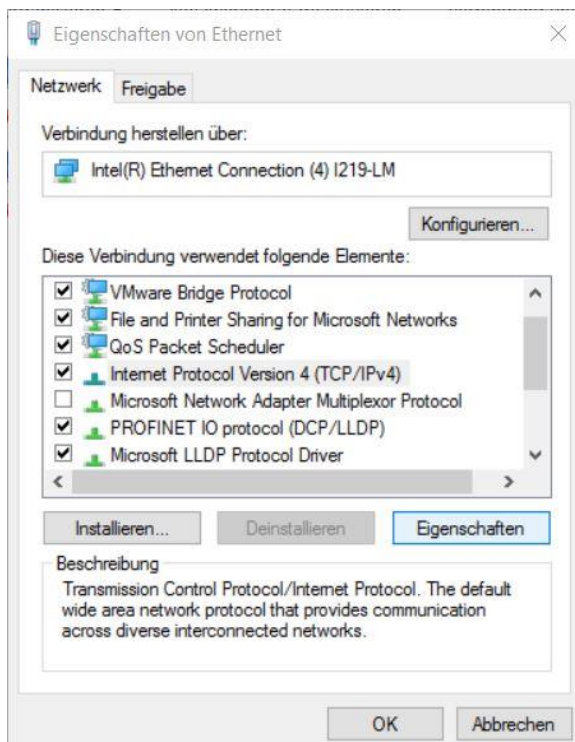 Eigenschaften von Ethernet
Netzwerk
Freigabe
Verbindung herstellen über:
Intel(R) Ethernet Connection (4) I219-LM
Konfigurieren...
Diese Verbindung verwendet folgende Elemente:
VMware Bridge Protocol
File and Printer Sharing for Microsoft Networks
QoS Packet Scheduler
Internet Protocol Version 4 (TCP/IPv4)
Microsoft Network Adapter Multiplexor Protocol
PROFINET IO protocol (DCP/LLDP)
Microsoft LLDP Protocol Driver
Installieren...
Deinstallieren
Eigenschaften
Beschreibung
Transmission Control Protocol/Internet Protocol. The default
wide area network protocol that provides communication
across diverse interconnected networks.
OK
Abbrechen